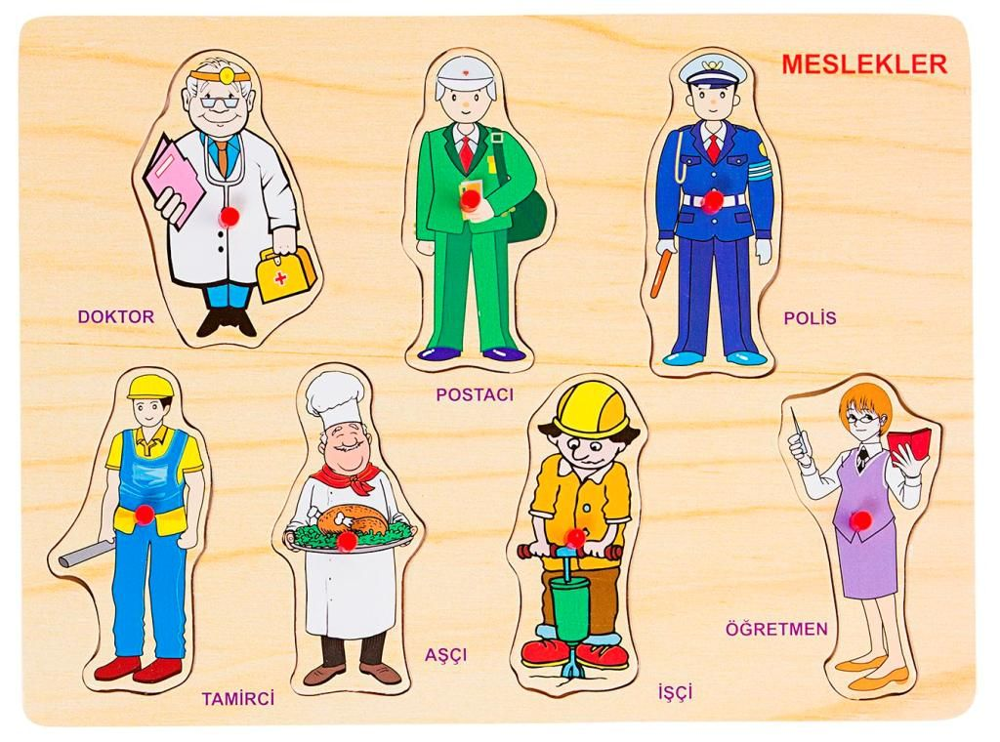 MESLEKLER
DOKTOR
POSTACI
POLİS
TAMİRCİ
AŞÇI
İŞÇİ
ÖĞRETMEN